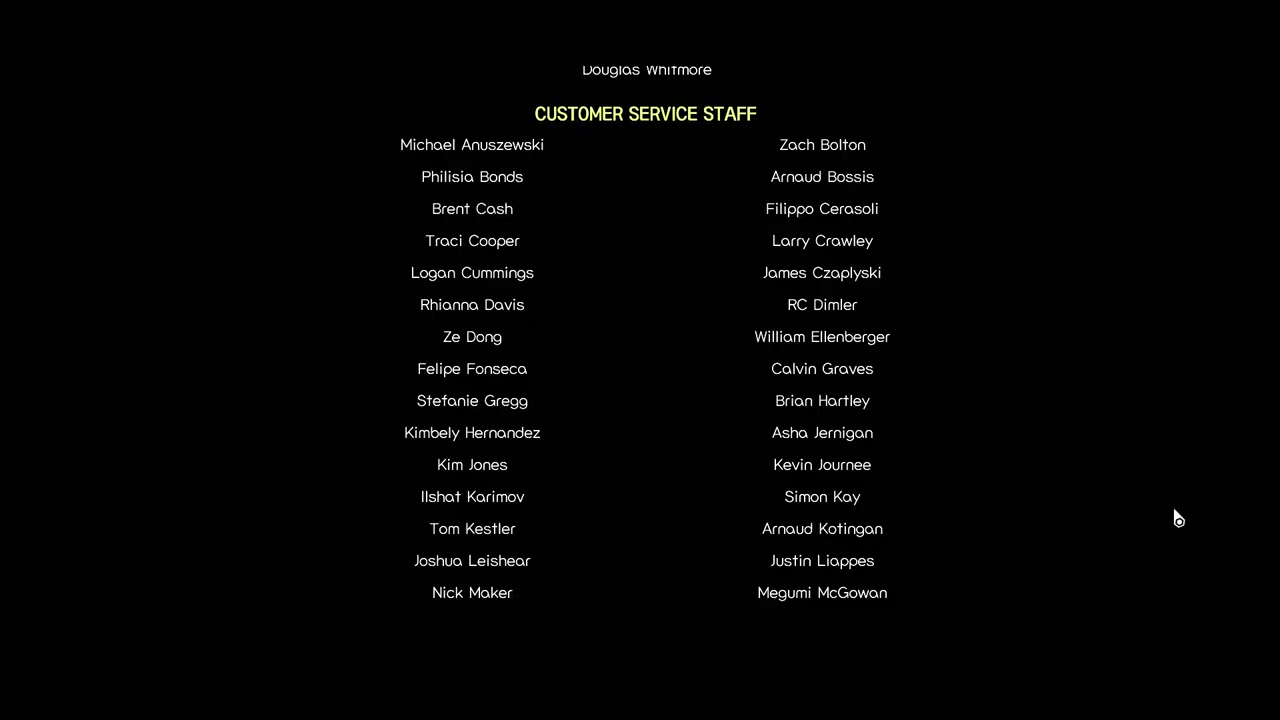 Douglas Whitmore
CUSTOMER SERVICE STAFF
Michael Anuszewski Zach Bolton
Philisia Bonds Arnaud Bossis
Brent Cash Filippo Cerasoli
Traci Cooper Larry Crawley
Logan Cummings James Czaplyski
Rhianna Davis RC Dimler
Ze Dong William Ellenberger
Felipe Fonseca Calvin Graves
Stefanie Gregg Brian Hartley
Kimbely Hernandez Asha Jernigan
Kim Jones Kevin Journee
Ilshat Karimov Simon Kay
Tom Kestler Arnaud Kotingan
Joshua Leishear Justin Liappes
Nick Maker Megumi McGowan